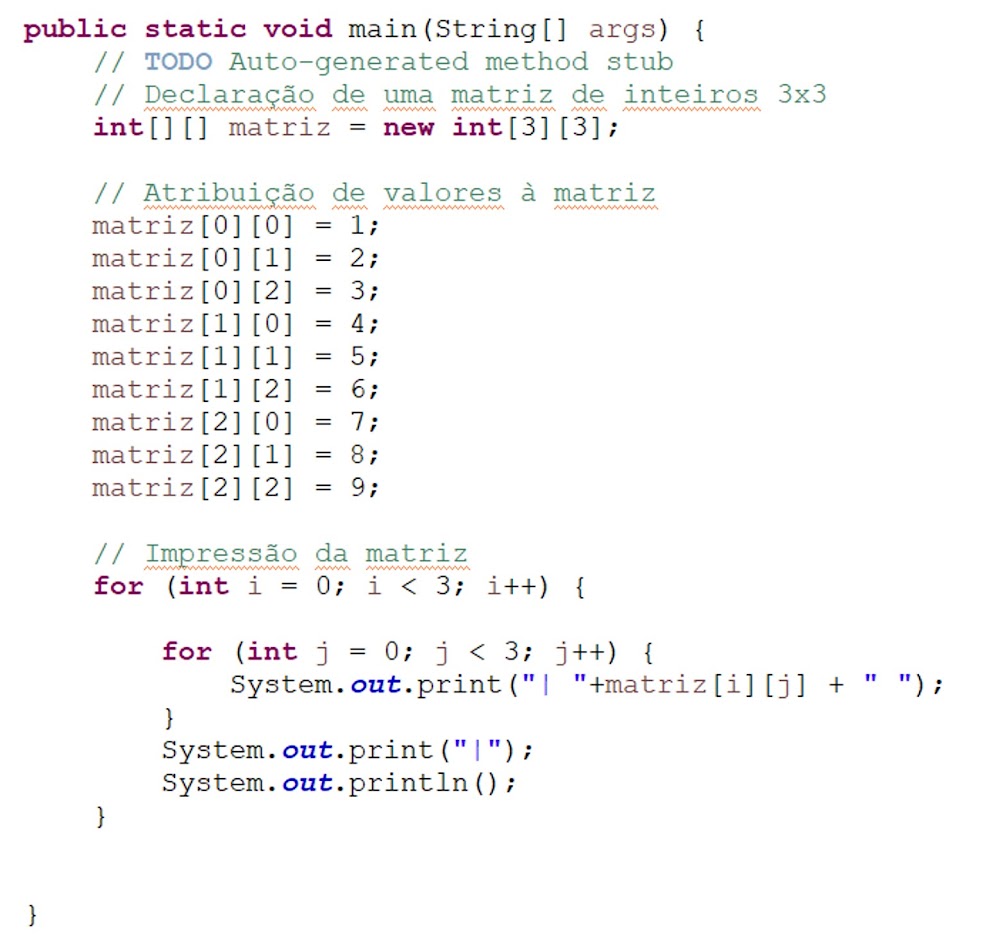 public static void main(String[] args) {
    // TODO Auto-generated method stub
    // Declaração de uma matriz de inteiros 3x3
    int[][] matriz = new int[3][3];

    // Atribuição de valores à matriz
    matriz[0][0] = 1;
    matriz[0][1] = 2;
    matriz[0][2] = 3;
    matriz[1][0] = 4;
    matriz[1][1] = 5;
    matriz[1][2] = 6;
    matriz[2][0] = 7;
    matriz[2][1] = 8;
    matriz[2][2] = 9;

    // Impressão da matriz
    for (int i = 0; i < 3; i++) {

        for (int j = 0; j < 3; j++) {
            System.out.print("| "+matriz[i][j] + " ");
        }
        System.out.print("|");
        System.out.println();
    }


}